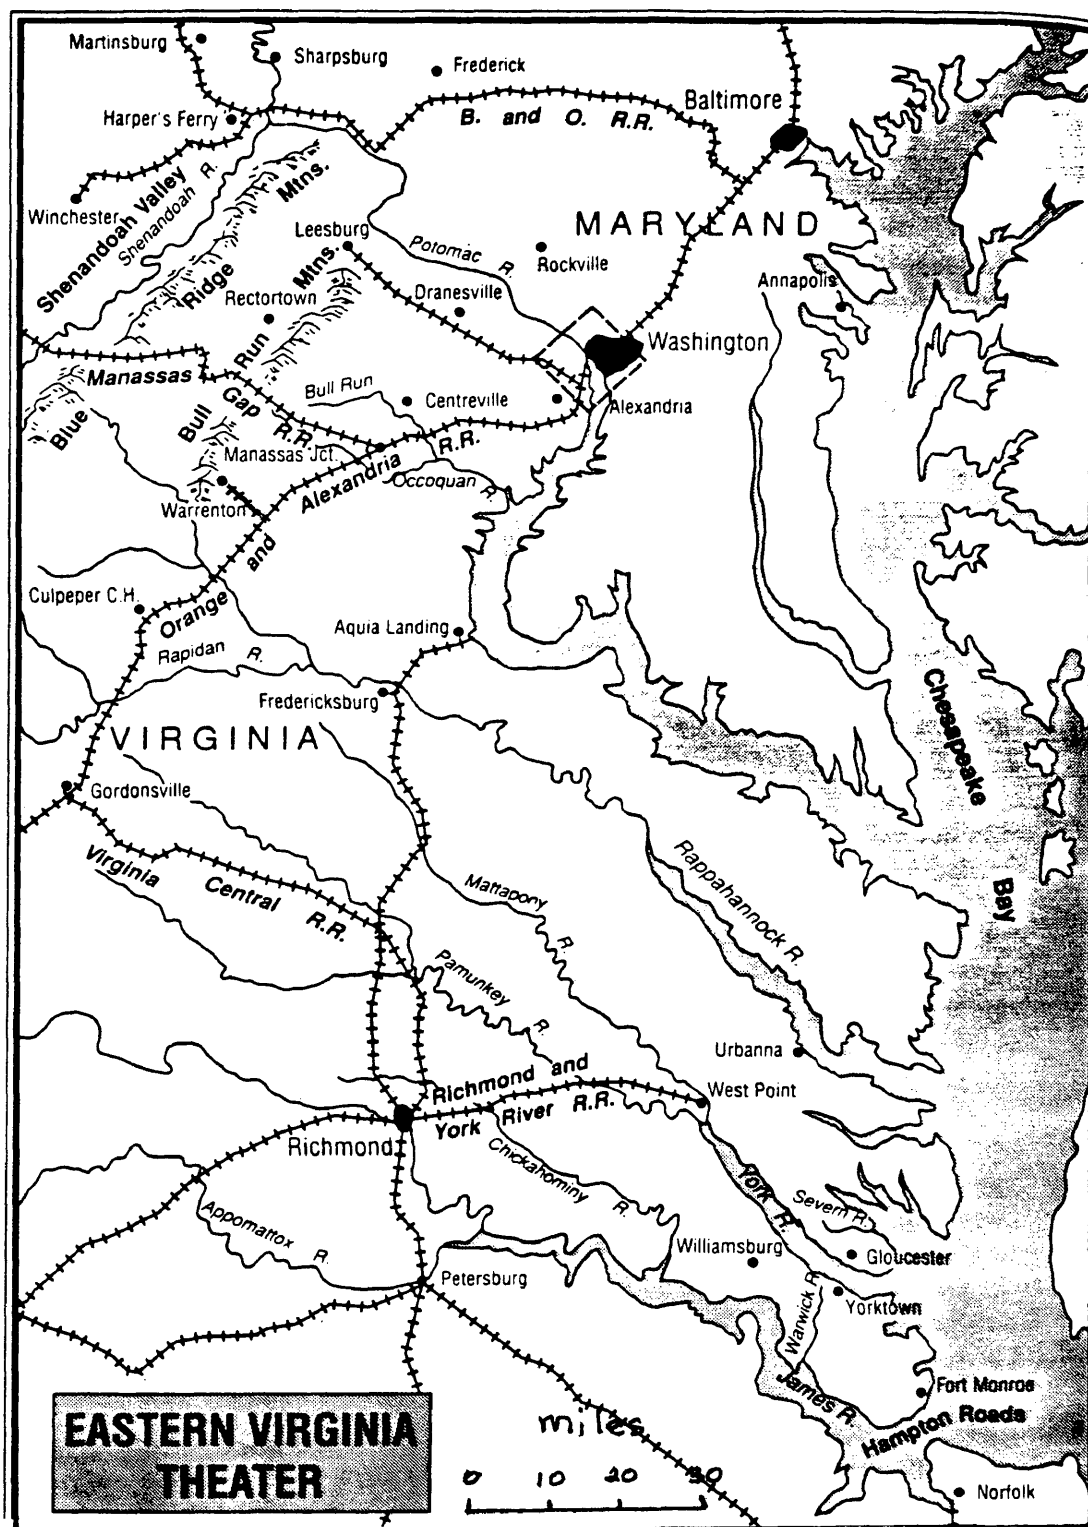 Martinsburg
Sharpsburg
Frederick
Baltimore
Harper's Ferry
B. and O. R.R.
Winchester
Shenandoah Valley
Shenandoah R.
Blue Ridge Mtns.
Leesburg
Potomac R.
MARYLAND
Rockville
Annapolis
Rectortown
Dranesville
Bull Run Mtns.
Washington
Manassas Gap R.R.
Bull Run
Centreville
Alexandria
Manassas Jct.
Occoquan R.
Warrenton
Orange and Alexandria R.R.
Culpeper C.H.
Aquia Landing
Rapidan R.
Fredericksburg
Chesapeake Bay
VIRGINIA
Gordonsville
Virginia Central R.R.
Mattapony R.
Rappahannock R.
Pamunkey R.
Urbanna
Richmond and
York River R.R.
West Point
Richmond
Chickahominy R.
York R.
Severn R.
Appomattox R.
Williamsburg
Gloucester
Petersburg
Yorktown
Warwick R.
James R.
Fort Monroe
Hampton Roads
Norfolk
EASTERN VIRGINIA
THEATER
miles
0 10 20 30